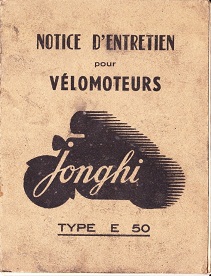 NOTICE D'ENTRETIEN
pour
VÉLOMOTEURS
Jonghi
TYPE E 50